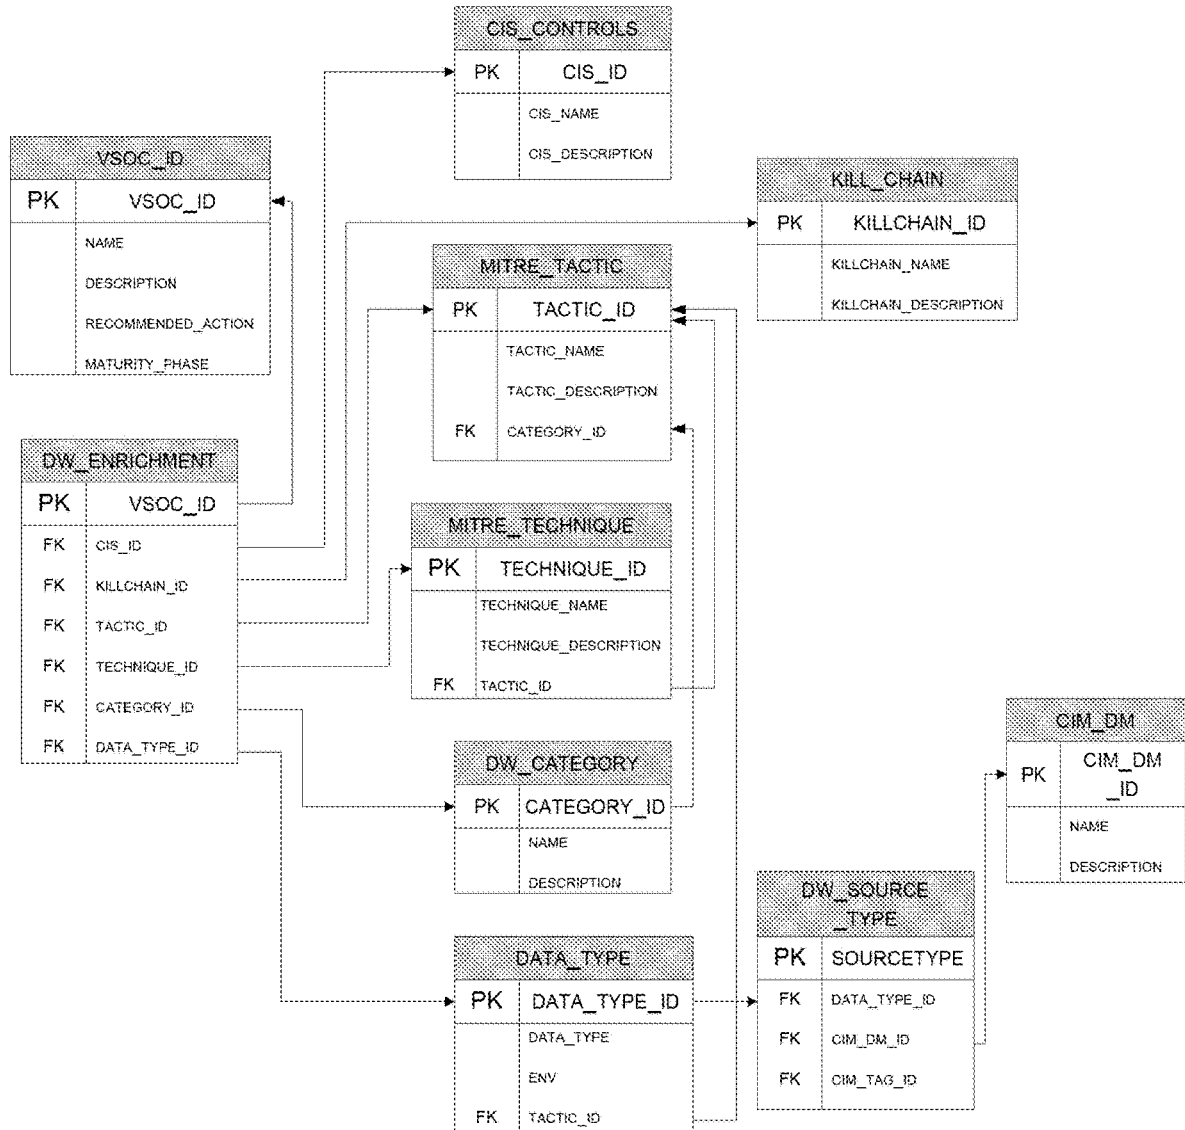 CIS_CONTROLS
PK CIS_ID
CIS_NAME
CIS_DESCRIPTION
VSOC_ID
PK VSOC_ID
NAME
DESCRIPTION
RECOMMENDED_ACTION
MATURITY_PHASE
KILL_CHAIN
PK KILLCHAIN_ID
KILLCHAIN_NAME
KILLCHAIN_DESCRIPTION
MITRE_TACTIC
PK TACTIC_ID
TACTIC_NAME
TACTIC_DESCRIPTION
FK CATEGORY_ID
DW_ENRICHMENT
PK VSOC_ID
FK CIS_ID
FK KILLCHAIN_ID
FK TACTIC_ID
FK TECHNIQUE_ID
FK CATEGORY_ID
FK DATA_TYPE_ID
MITRE_TECHNIQUE
PK TECHNIQUE_ID
TECHNIQUE_NAME
TECHNIQUE_DESCRIPTION
FK TACTIC_ID
DW_CATEGORY
PK CATEGORY_ID
NAME
DESCRIPTION
CIM_DM
PK CIM_DM
_ID
NAME
DESCRIPTION
DW_SOURCE
_TYPE
PK SOURCETYPE
FK DATA_TYPE_ID
FK CIM_DM_ID
FK CIM_TAG_ID
DATA_TYPE
PK DATA_TYPE_ID
DATA_TYPE
ENV
FK TACTIC_ID